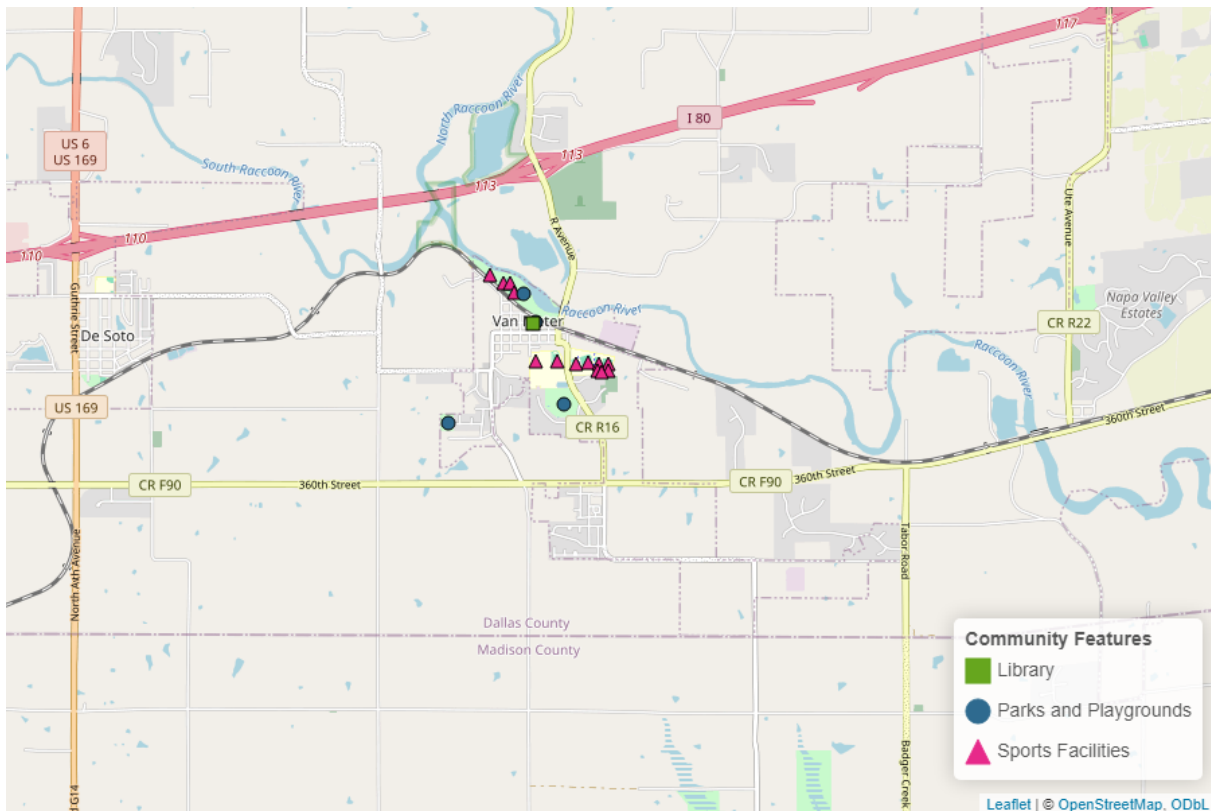 117
North Raccoon River
I 80
US 6
US 169
113
South Raccoon River
113
110
110
R Avenue
Ute Avenue
Guthrie Street
De Soto
Van
ter
Raccoon River
Napa Valley
Estates
CR R22
Raccoon River
US 169
CR R16
360th Street
CR F90
360th Street
CR F90
360th Street
North Ath Avenue
Tabor Road
Dallas County
Madison County
Badger Creek
G14
Community Features
Library
Parks and Playgrounds
Sports Facilities
Leaflet | © OpenStreetMap, ODbL